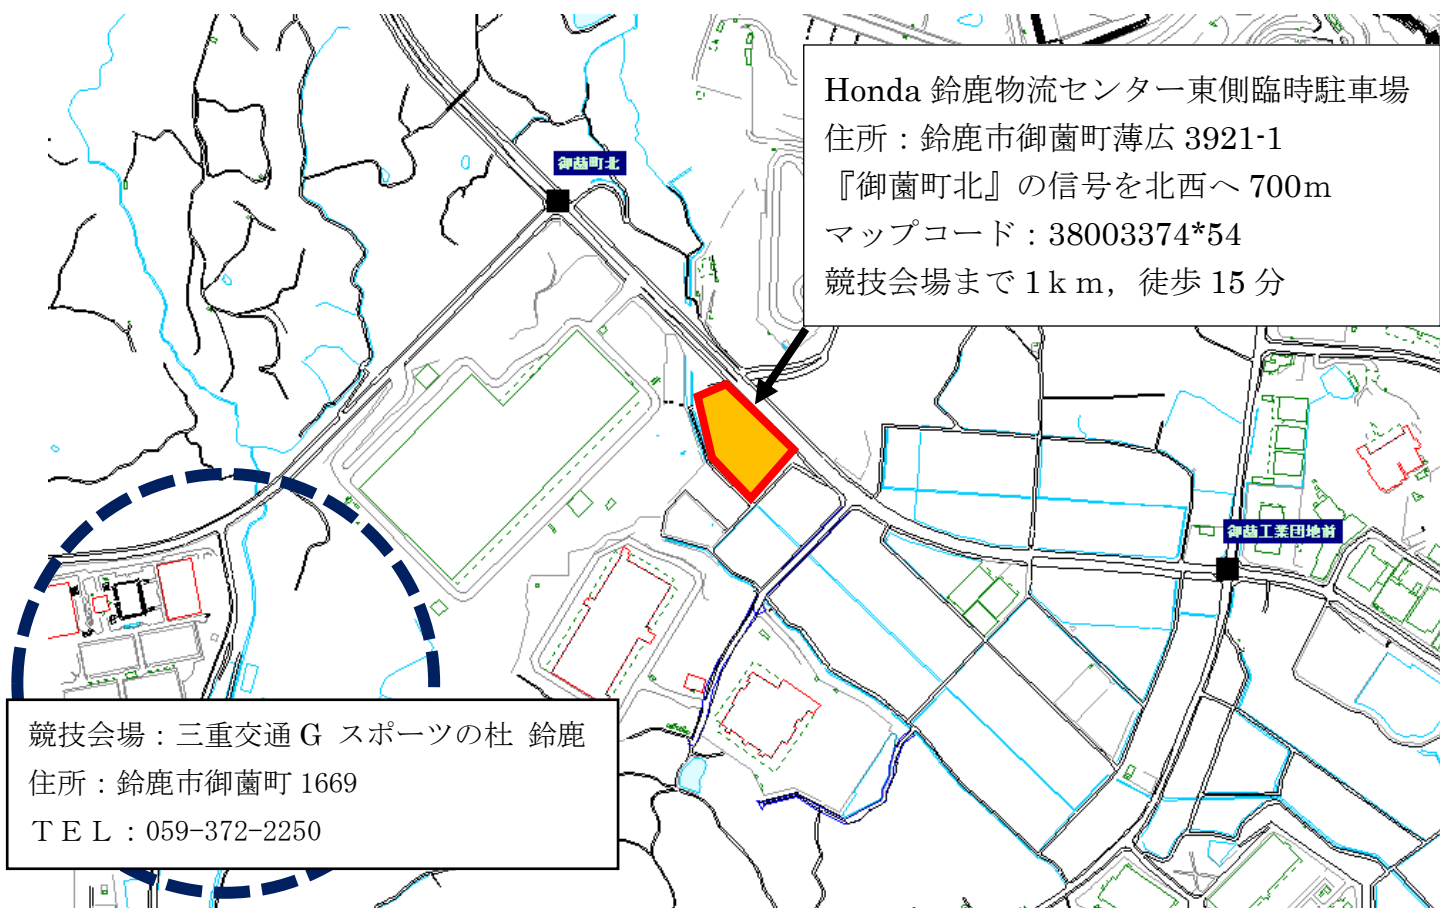 Honda 鈴鹿物流センター東側臨時駐車場
住所：鈴鹿市御薗町薄広 3921-1
『御薗町北』の信号を北西へ 700m
マップコード：38003374*54
競技会場まで 1ｋｍ，徒歩 15 分
御薗町北
御薗工業団地前
競技会場：三重交通 G スポーツの杜 鈴鹿
住所：鈴鹿市御薗町 1669
ＴＥＬ：059-372-2250